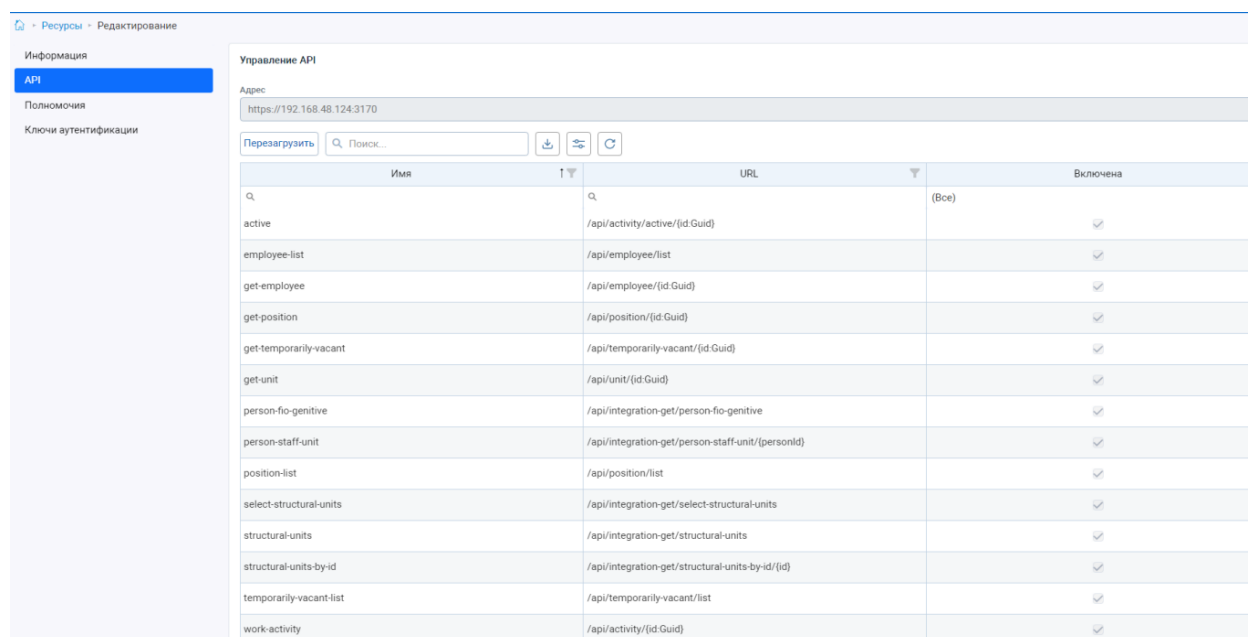 Ресурсы • Редактирование
Информация
API
Полномочия
Ключи аутентификации
Управление API
Адрес
https://192.168.48.124:3170
Перезагрузить Поиск...
Имя URL Включена
(Все)
active /api/activity/active/{id:Guid}
employee-list /api/employee/list
get-employee /api/employee/{id:Guid}
get-position /api/position/{id:Guid}
get-temporarily-vacant /api/temporarily-vacant/{id:Guid}
get-unit /api/unit/{id:Guid}
person-fio-genitive /api/integration-get/person-fio-genitive
person-staff-unit /api/integration-get/person-staff-unit/{personId}
position-list /api/position/list
select-structural-units /api/integration-get/select-structural-units
structural-units /api/integration-get/structural-units
structural-units-by-id /api/integration-get/structural-units-by-id/{id}
temporarily-vacant-list /api/temporarily-vacant/list
work-activity /api/activity/{id:Guid}